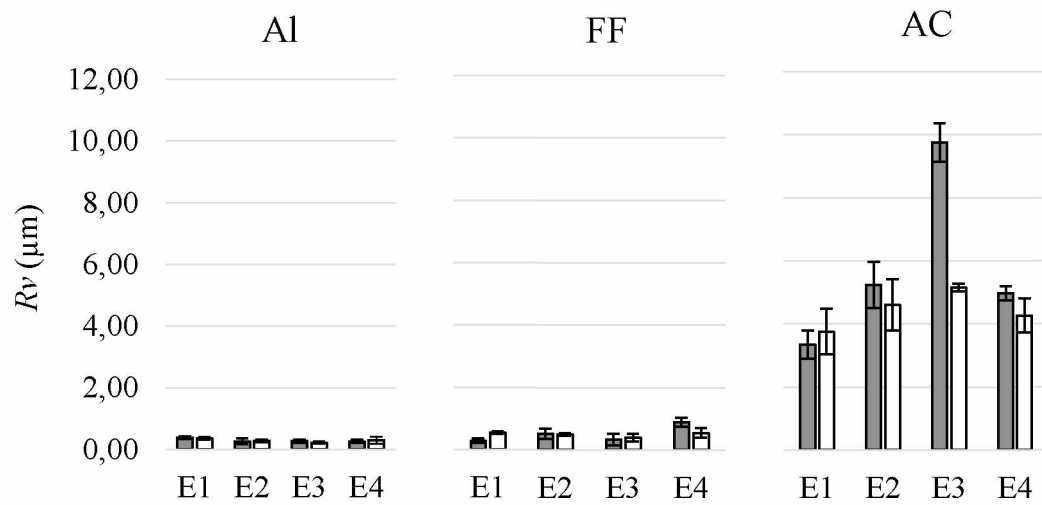 Al
FF
AC
12,00
10,00
8,00
6,00
4,00
2,00
0,00
Rv (μm)
E1 E2 E3 E4
E1 E2 E3 E4
E1 E2 E3 E4